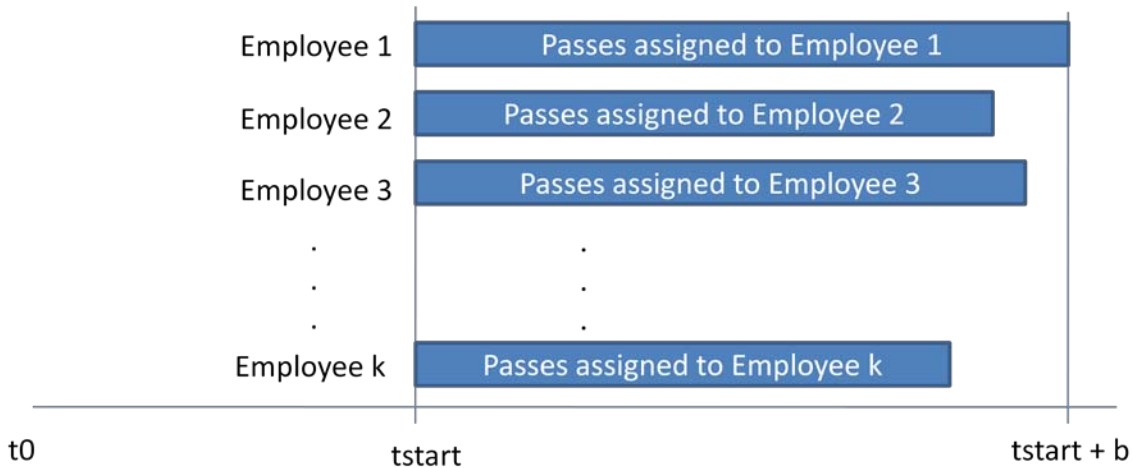 Employee 1 Passes assigned to Employee 1
Employee 2 Passes assigned to Employee 2
Employee 3 Passes assigned to Employee 3
. .
. .
. .
Employee k Passes assigned to Employee k
t0 tstart tstart + b